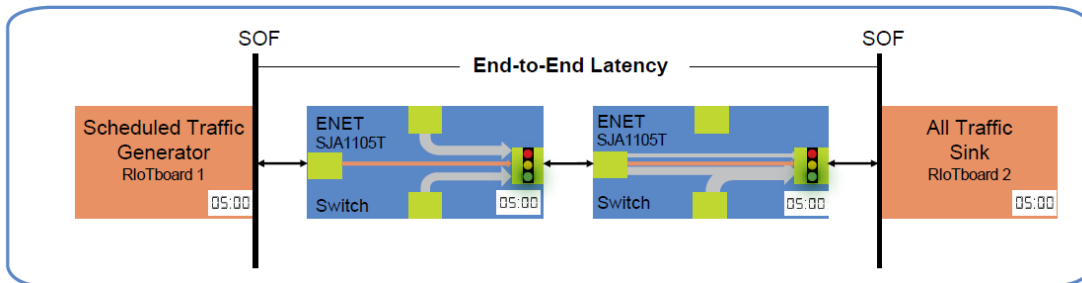 SOF
SOF
End-to-End Latency
Scheduled Traffic
Generator
RIoTboard 1
05:00
ENET
SJA1105T
Switch
05:00
ENET
SJA1105T
Switch
05:00
All Traffic
Sink
RIoTboard 2
05:00